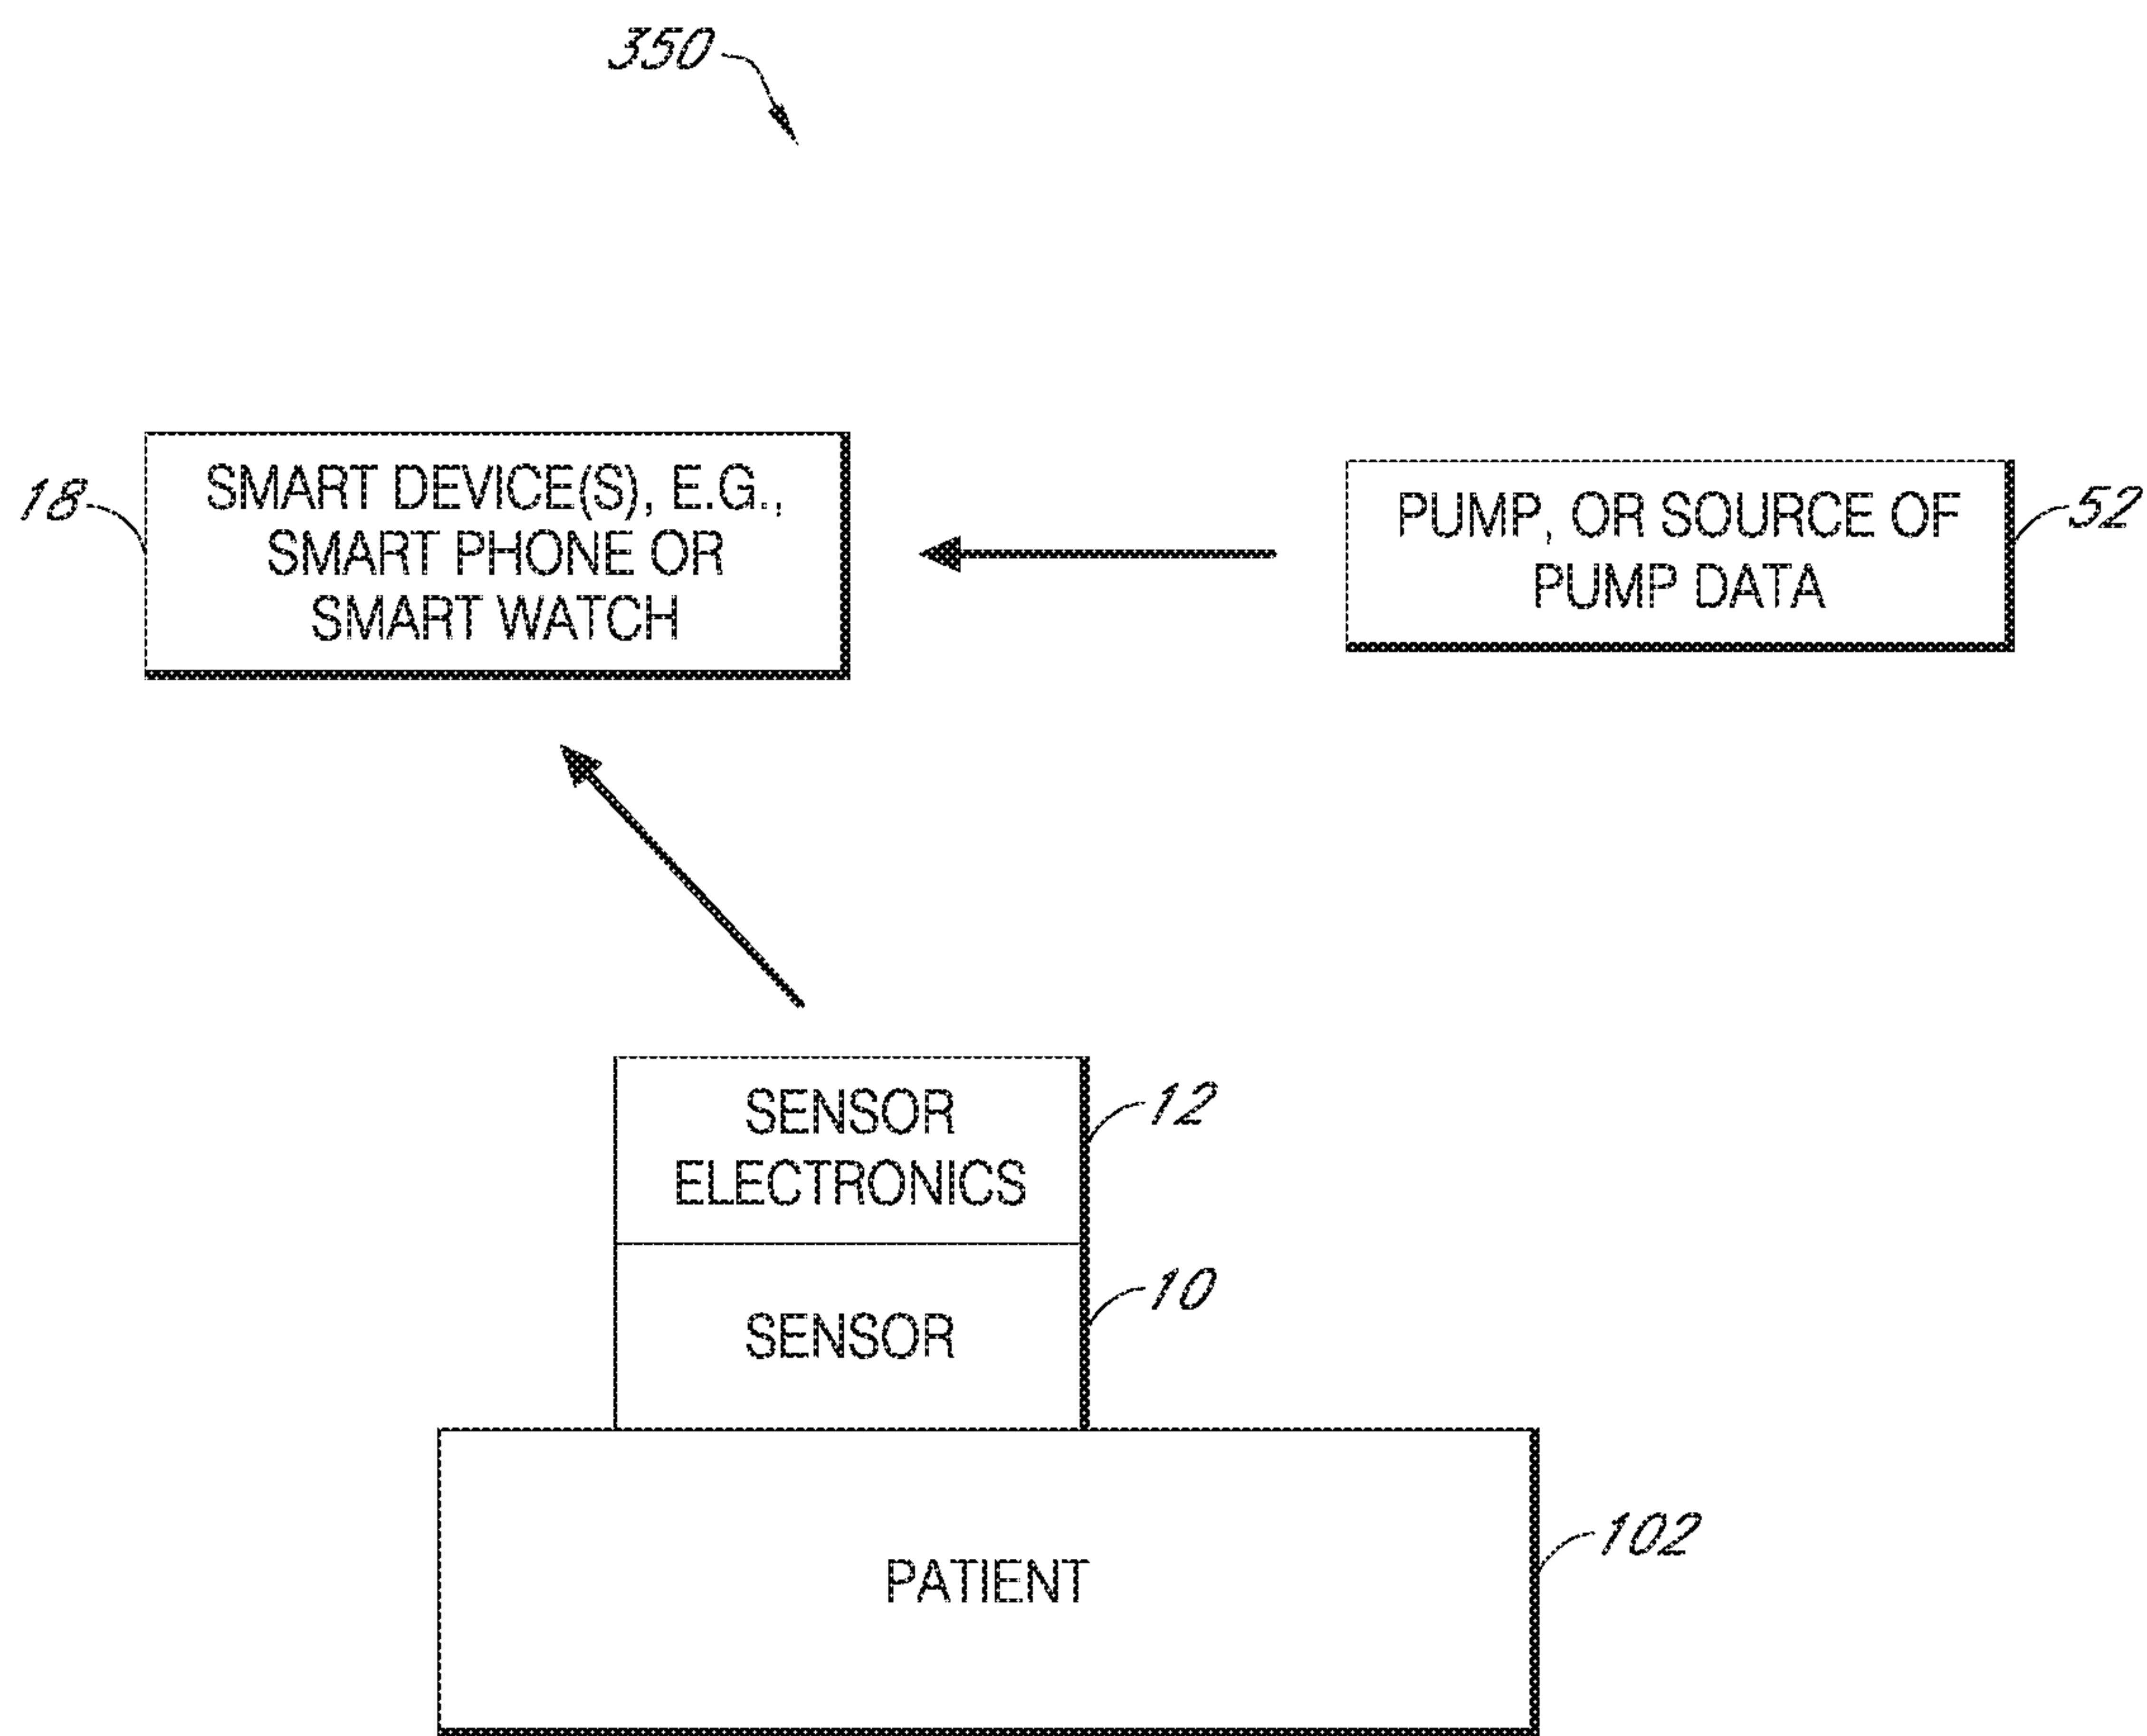 350
18
SMART DEVICE(S), E.G.,
SMART PHONE OR
SMART WATCH
PUMP, OR SOURCE OF
PUMP DATA
52
SENSOR
ELECTRONICS
12
SENSOR
10
PATIENT
102